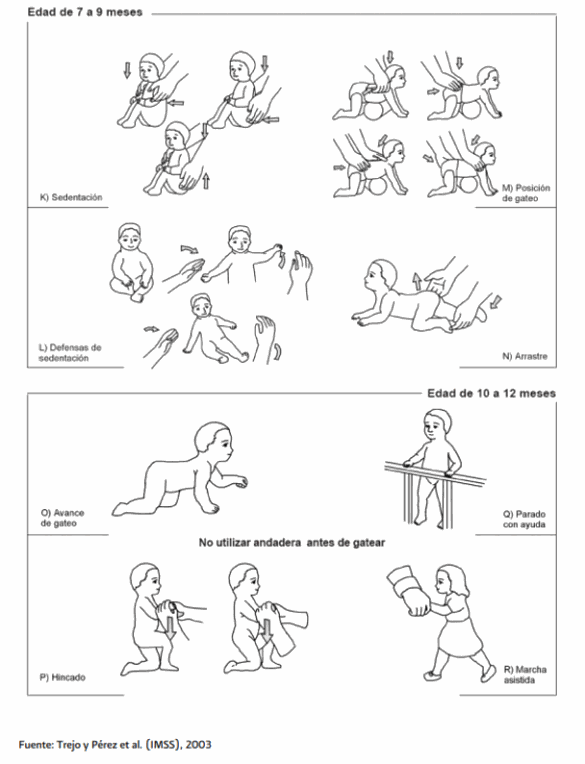 Edad de 7 a 9 meses
K) Sedentación
M) Posición
de gateo
L) Defensas de
sedentación
N) Arrastre
Edad de 10 a 12 meses
O) Avance
de gateo
Q) Parado
con ayuda
No utilizar andadera antes de gatear
P) Hincado
R) Marcha
asistida
Fuente: Trejo y Pérez et al. (IMSS), 2003